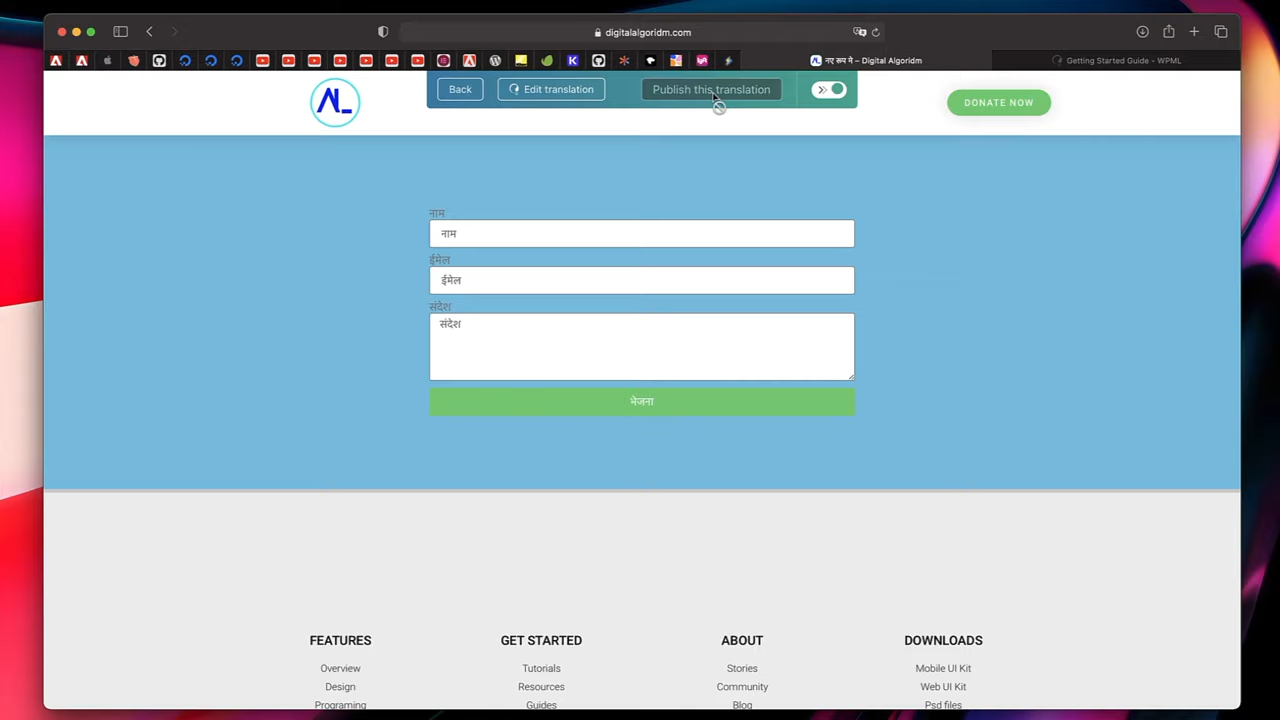 digitalalgoridm.com
नए रूप मे – Digital Algoridm
Getting Started Guide - WPML
AL_
Back
Edit translation
Publish this translation
DONATE NOW
नाम
नाम
ईमेल
ईमेल
संदेश
संदेश
भेजना
FEATURES
GET STARTED
ABOUT
DOWNLOADS
Overview
Tutorials
Stories
Mobile UI Kit
Design
Resources
Community
Web UI Kit
Programing
Guides
Blog
Psd files